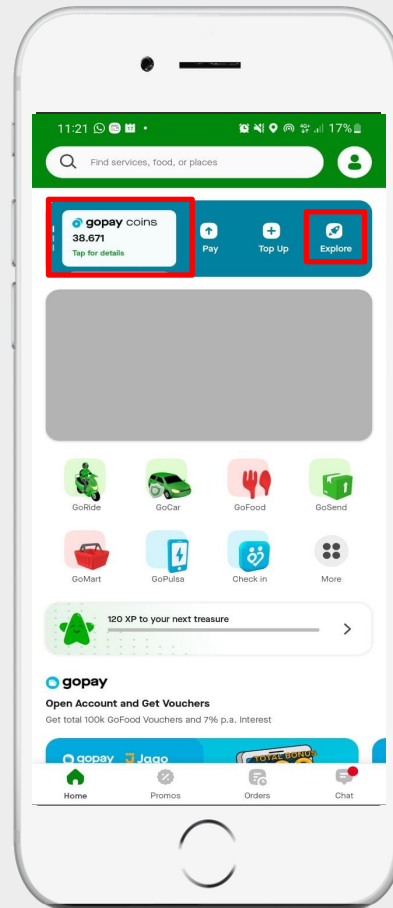 11:21
17%
Find services, food, or places
gopay coins
38.671
Tap for details
Pay
Top Up
Explore
GoRide
GoCar
GoFood
GoSend
GoMart
GoPulsa
Check in
More
120 XP to your next treasure
gopay
Open Account and Get Vouchers
Get total 100k GoFood Vouchers and 7% p.a. Interest
gopay Jago
TOTAL BONUS
Home
Promos
Orders
Chat